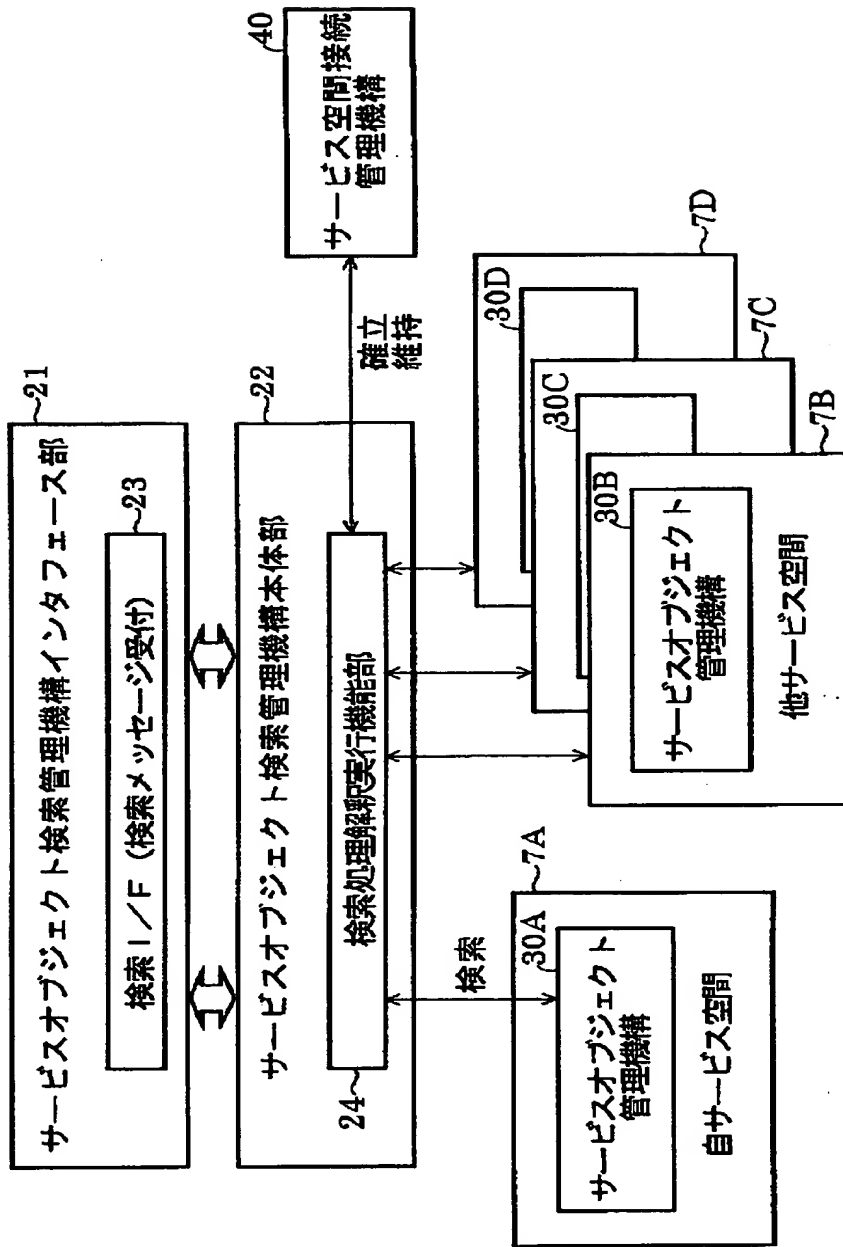 サービスオブジェクト検索管理機構インタフェース部
21
検索I/F(検索メッセージ受付)
23
サービスオブジェクト検索管理機構本体部
22
検索処理解釈実行機能部
24
サービス空間接続
管理機構
40
確立
維持
検索
7A
30A
サービスオブジェクト
管理機構
自サービス空間
7D
30D
7C
30C
7B
30B
サービスオブジェクト
管理機構
他サービス空間